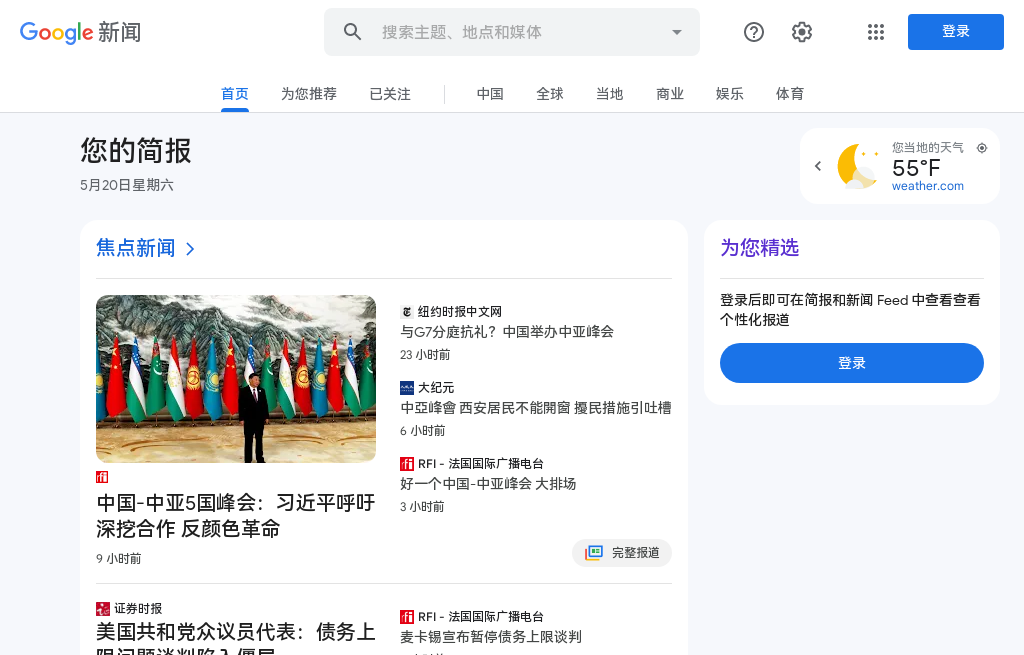 Google 新闻
搜索主题、地点和媒体
登录
首页
为您推荐
已关注
中国
全球
当地
商业
娱乐
体育
您的简报
5月20日星期六
您当地的天气
55°F
weather.com
焦点新闻
中国-中亚5国峰会：习近平呼吁
深挖合作 反颜色革命
9 小时前
纽约时报中文网
与G7分庭抗礼？中国举办中亚峰会
23 小时前
大纪元
中亞峰會 西安居民不能開窗 擾民措施引吐槽
6 小时前
RFI - 法国国际广播电台
好一个中国-中亚峰会 大排场
3 小时前
完整报道
证券时报
美国共和党众议员代表：债务上
限问题谈判陷入僵局
RFI - 法国国际广播电台
麦卡锡宣布暂停债务上限谈判
为您精选
登录后即可在简报和新闻 Feed 中查看查看
个性化报道
登录